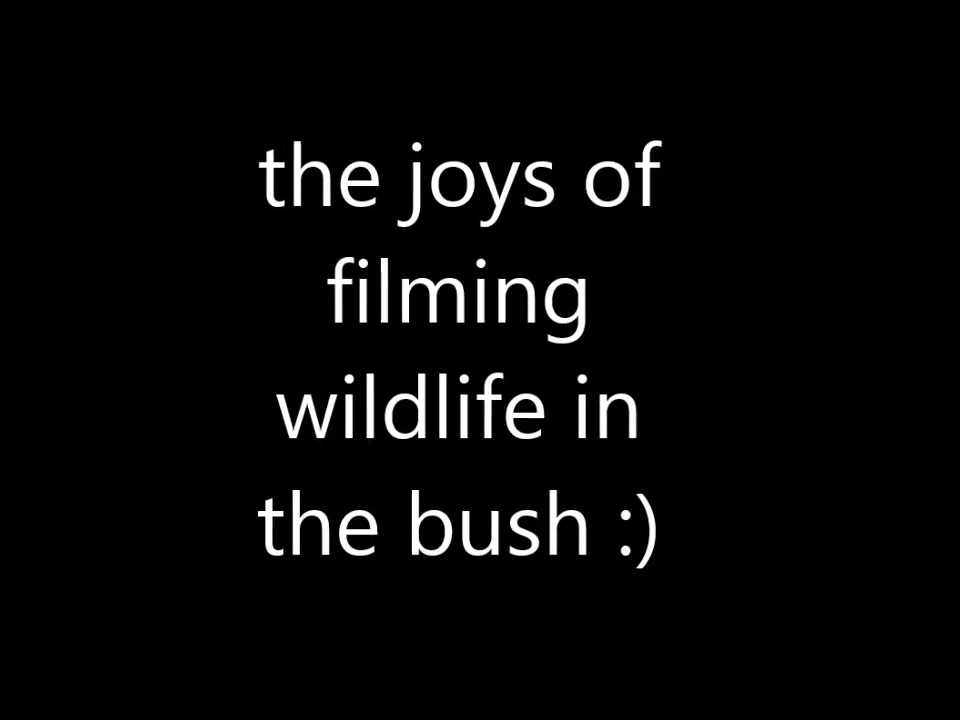 the joys of
filming
wildlife in
the bush :)